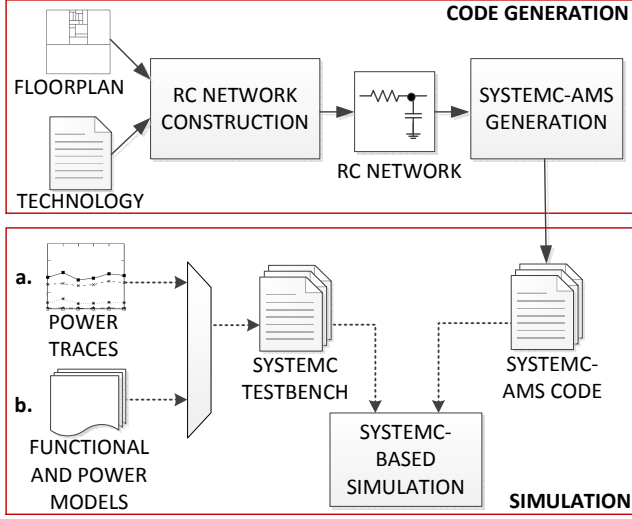 CODE GENERATION
FLOORPLAN
TECHNOLOGY
RC NETWORK
CONSTRUCTION
RC NETWORK
SYSTEMC-AMS
GENERATION
a.
POWER
TRACES
b.
FUNCTIONAL
AND POWER
MODELS
SYSTEMC
TESTBENCH
SYSTEMC-
AMS CODE
SYSTEMC-
BASED
SIMULATION
SIMULATION